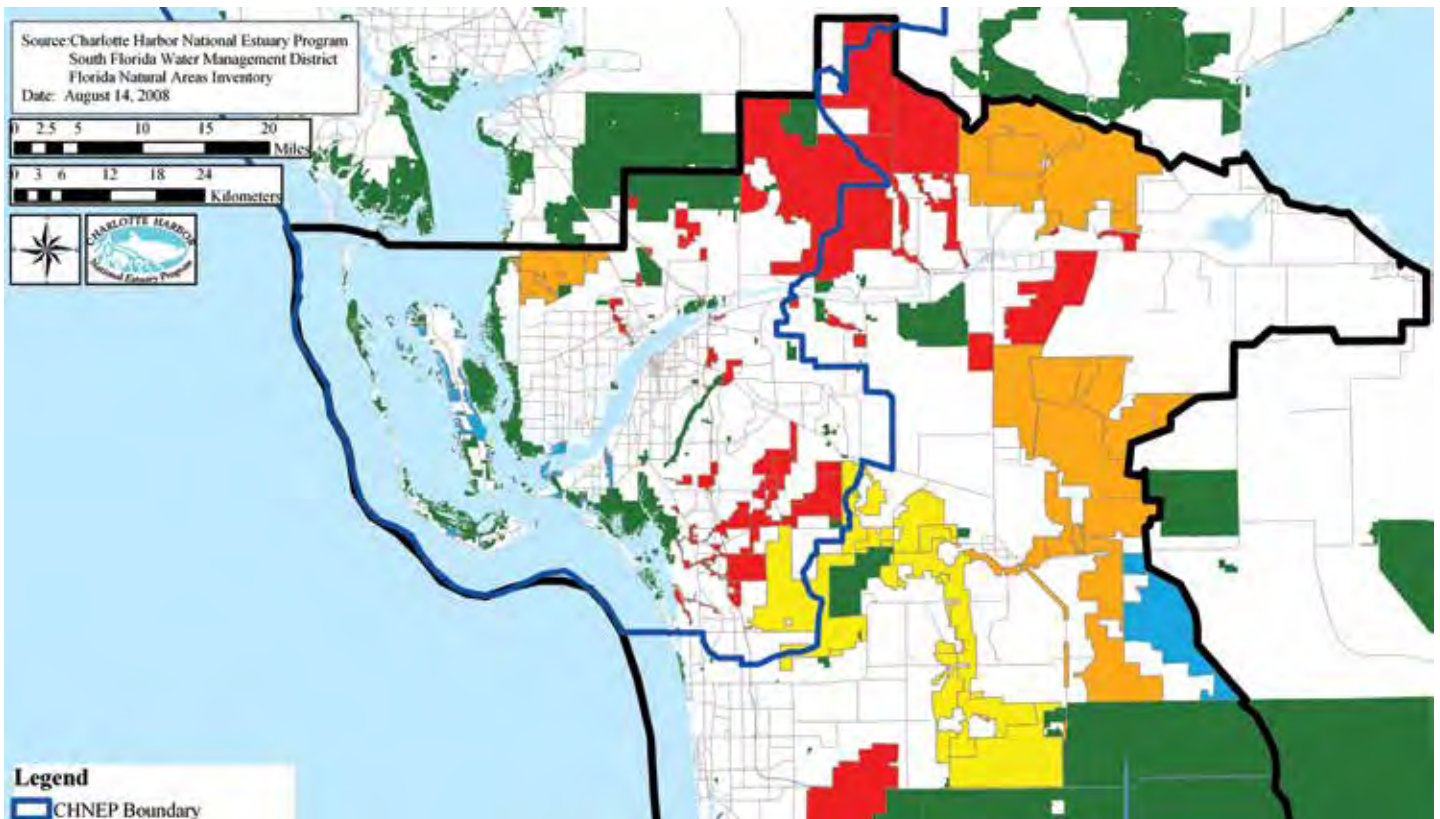 Source:Charlotte Harbor National Estuary Program
South Florida Water Management District
Florida Natural Areas Inventory
Date: August 14, 2008
0 2.5 5 10 15 20
Miles
0 3 6 12 18 24
Kilometers
CHARLOTTE HARBOR
National Estuary Program
Legend
CHNEP Boundary